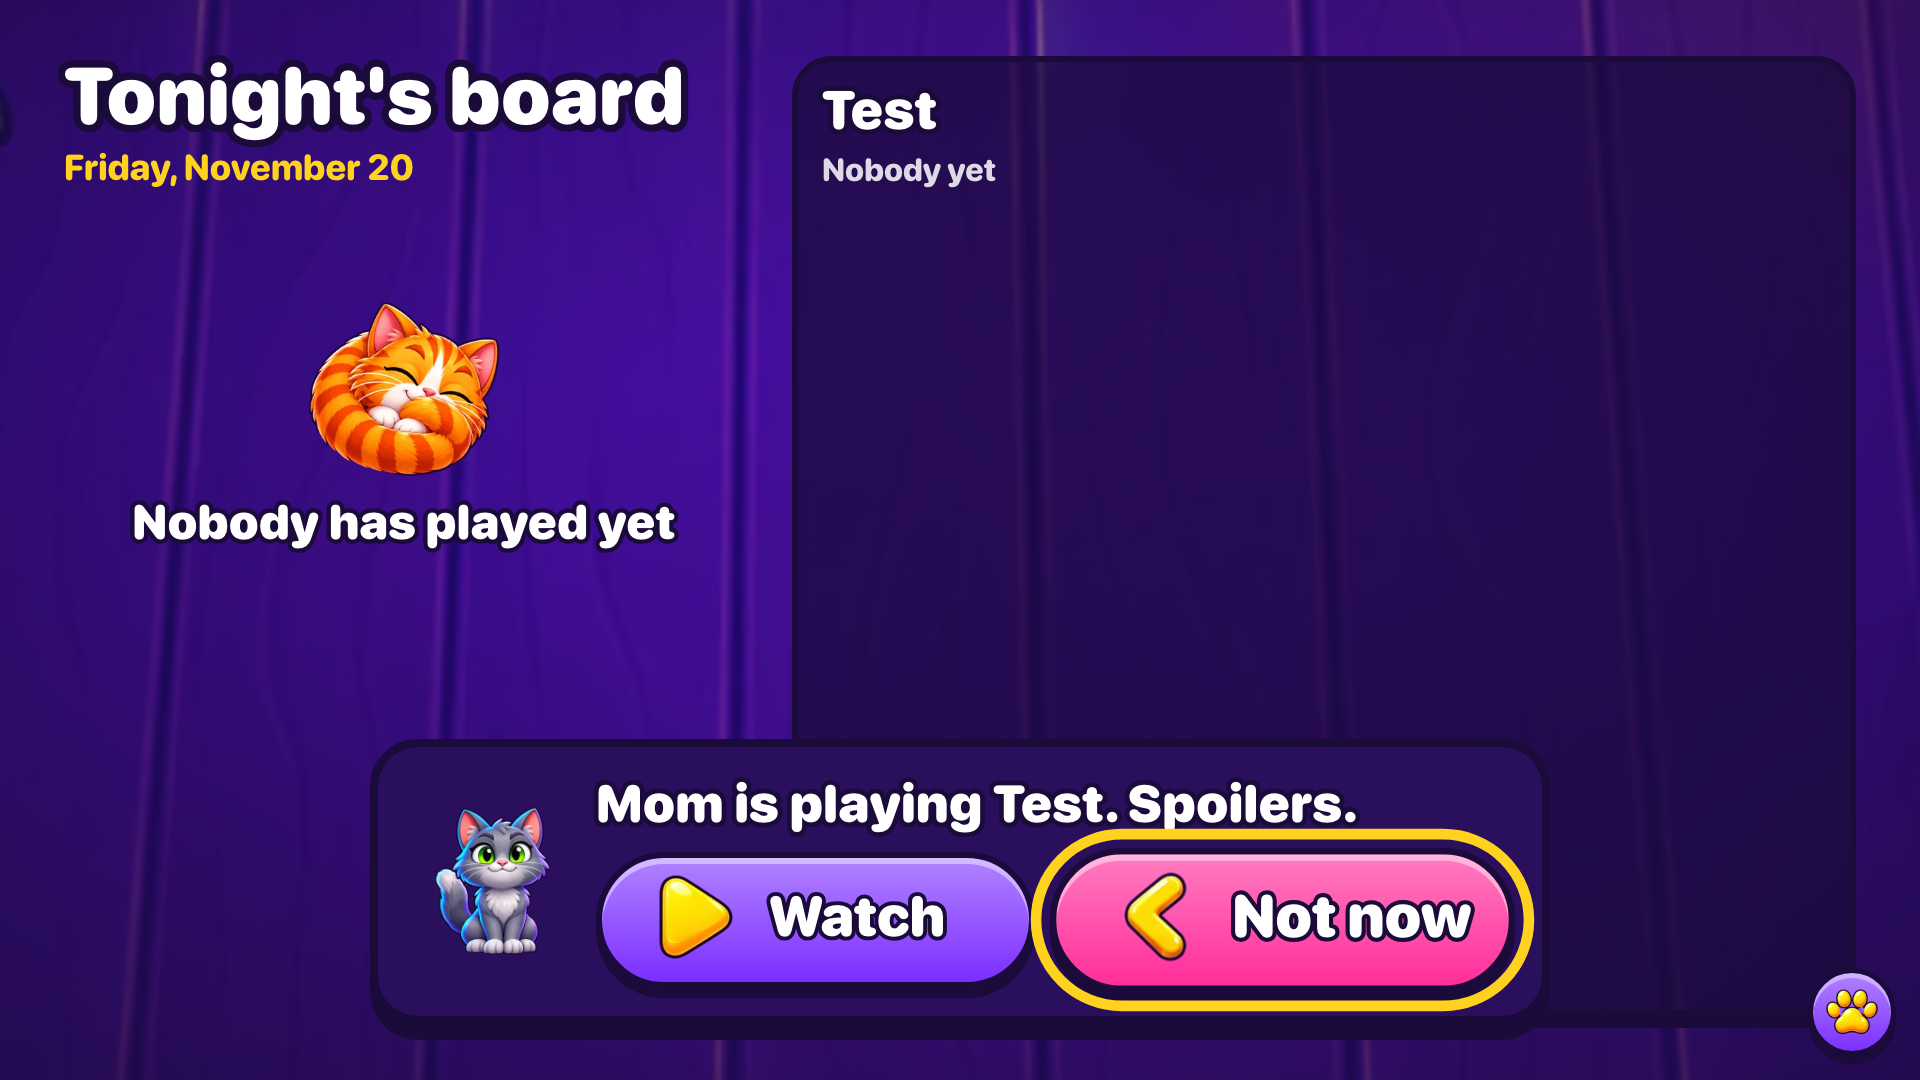 Tonight's board
Friday, November 20
Nobody has played yet
Test
Nobody yet
Mom is playing Test. Spoilers.
Watch
Not now